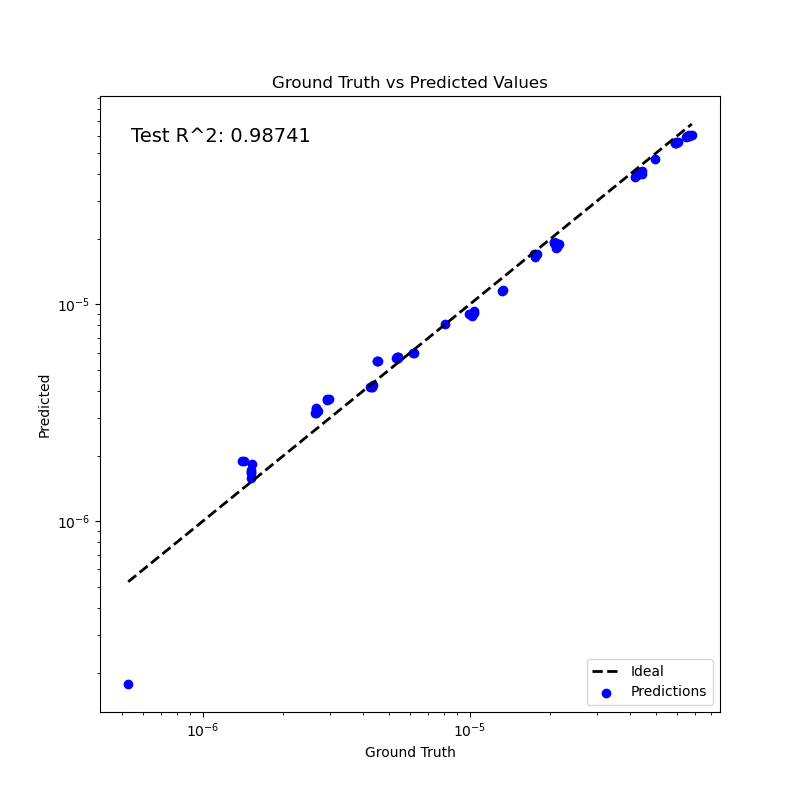 Ground Truth vs Predicted Values
Test R^2: 0.98741
10⁻⁵
10⁻⁶
Predicted
Ideal
Predictions
10⁻⁶
10⁻⁵
Ground Truth